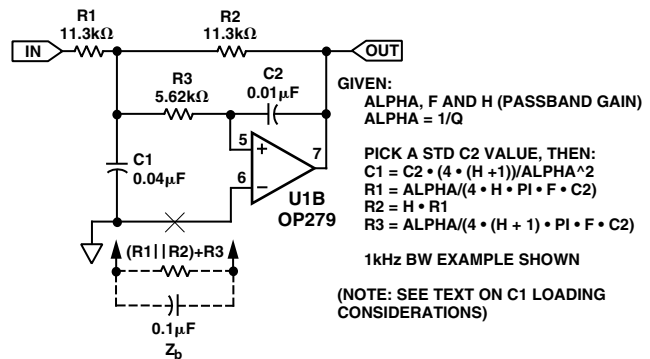 R1
11.3kΩ
R2
11.3kΩ
IN
OUT
R3
5.62kΩ
C2
0.01µF
C1
0.04µF
5
+
6
−
7
U1B
OP279
(R1||R2)+R3
0.1µF
Zb
GIVEN:
ALPHA, F AND H (PASSBAND GAIN)
ALPHA = 1/Q
PICK A STD C2 VALUE, THEN:
C1 = C2 • (4 • (H +1))/ALPHA^2
R1 = ALPHA/(4 • H • PI • F • C2)
R2 = H • R1
R3 = ALPHA/(4 • (H + 1) • PI • F • C2)
1kHz BW EXAMPLE SHOWN
(NOTE: SEE TEXT ON C1 LOADING
CONSIDERATIONS)